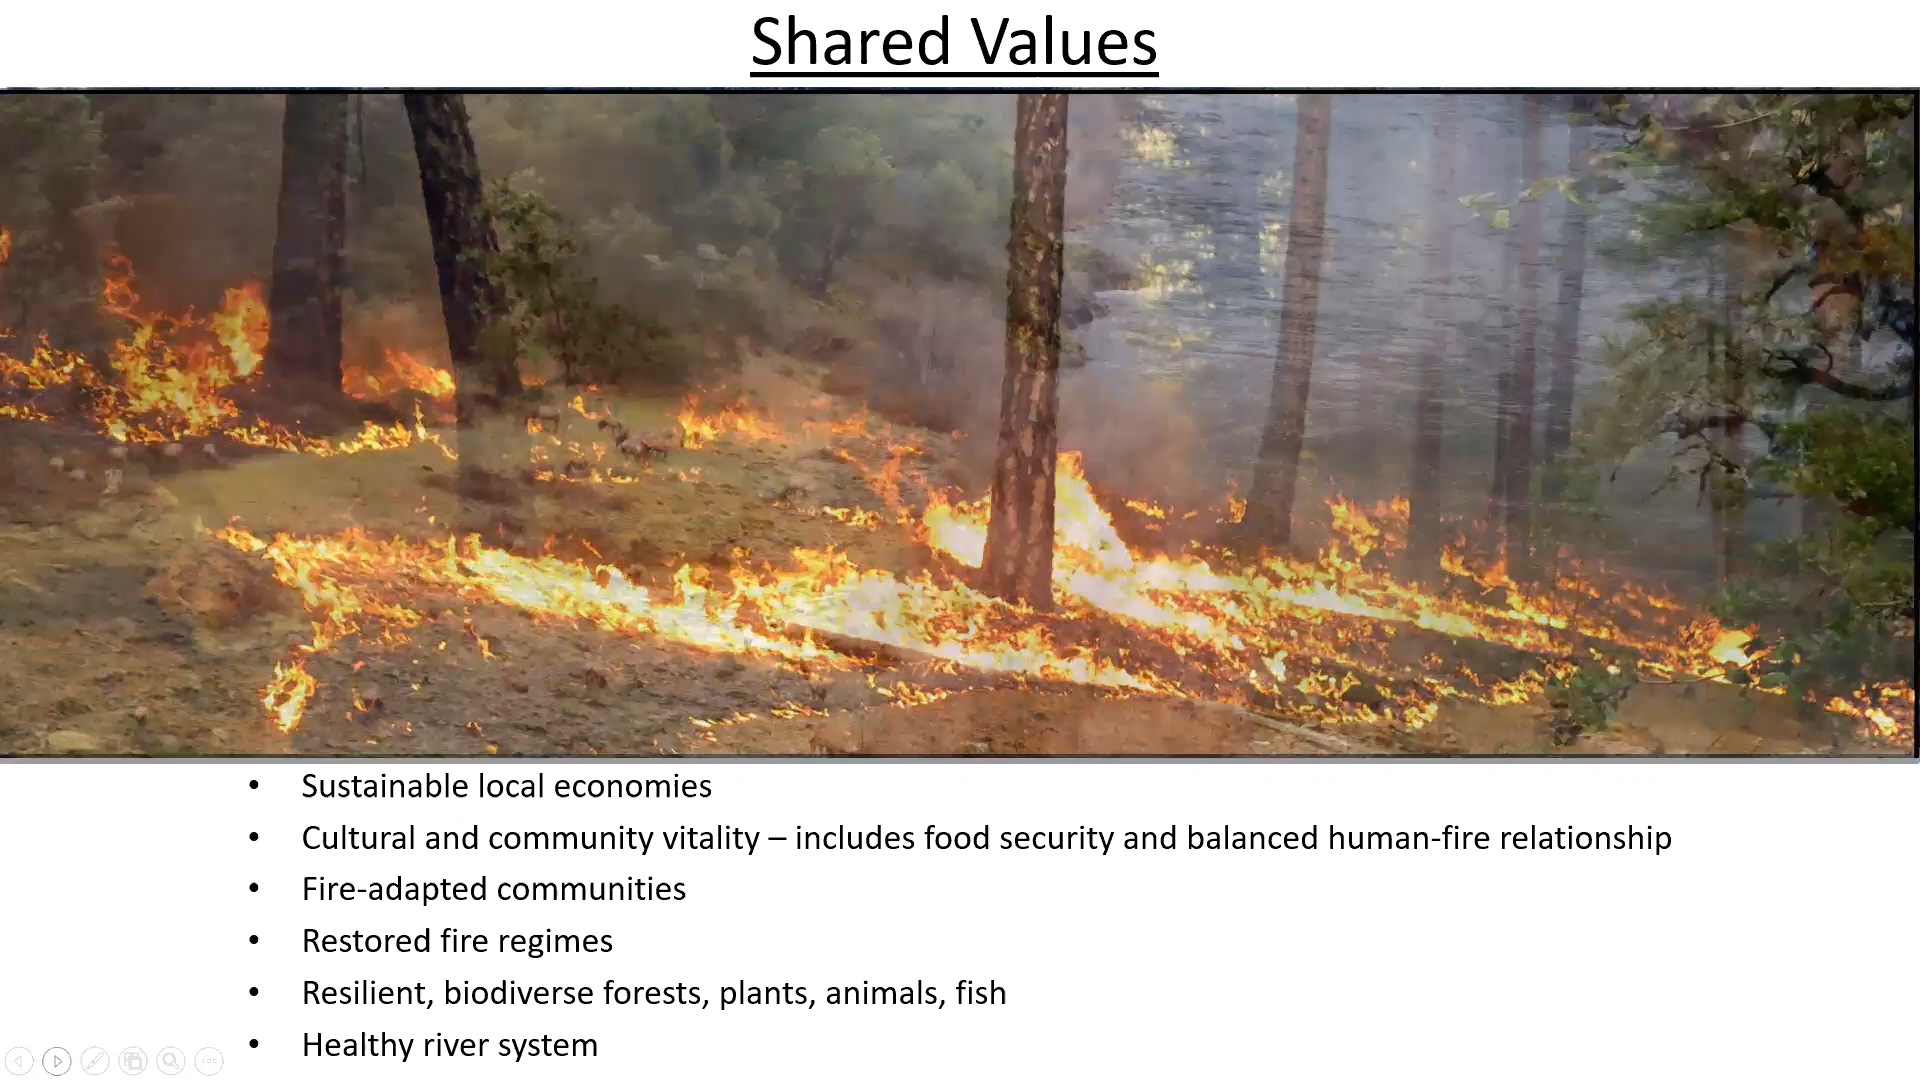 Shared Values
• Sustainable local economies
• Cultural and community vitality – includes food security and balanced human-fire relationship
• Fire-adapted communities
• Restored fire regimes
• Resilient, biodiverse forests, plants, animals, fish
• Healthy river system